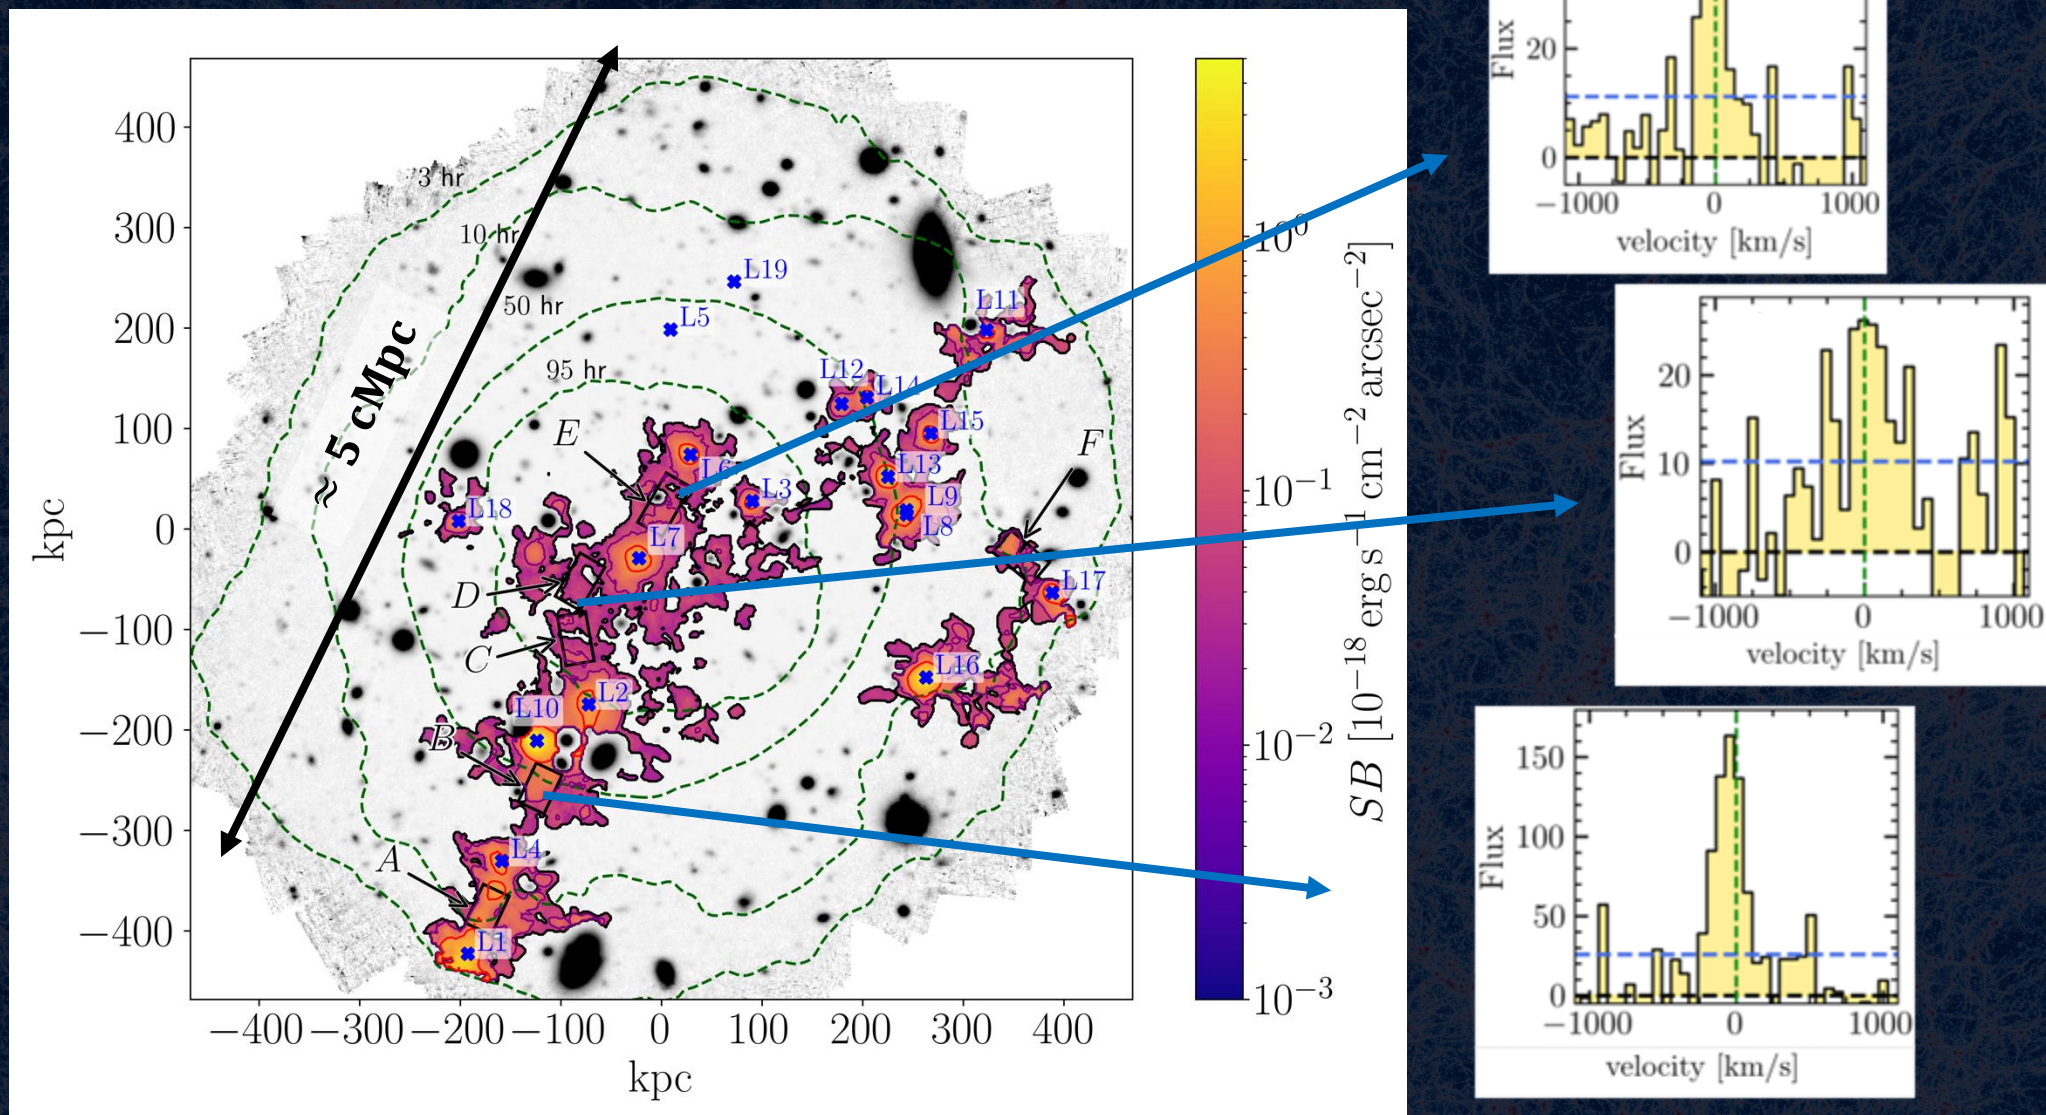 400
300
200
100
0
−100
−200
−300
−400
kpc
−400
−300
−200
−100
0
100
200
300
400
kpc
≈ 5 cMpc
3 hr
10 hr
50 hr
95 hr
L19
L5
L11
L12
L14
L15
L13
L9
L8
L6
L3
L7
L18
L17
L16
L2
L10
L4
L1
E
F
D
C
B
A
10⁰
10⁻¹
10⁻²
10⁻³
SB [10⁻¹⁸ erg s⁻¹ cm⁻² arcsec⁻²]
Flux
20
0
−1000 0 1000
velocity [km/s]
Flux
20
10
0
−1000 0 1000
velocity [km/s]
Flux
150
100
50
0
−1000 0 1000
velocity [km/s]